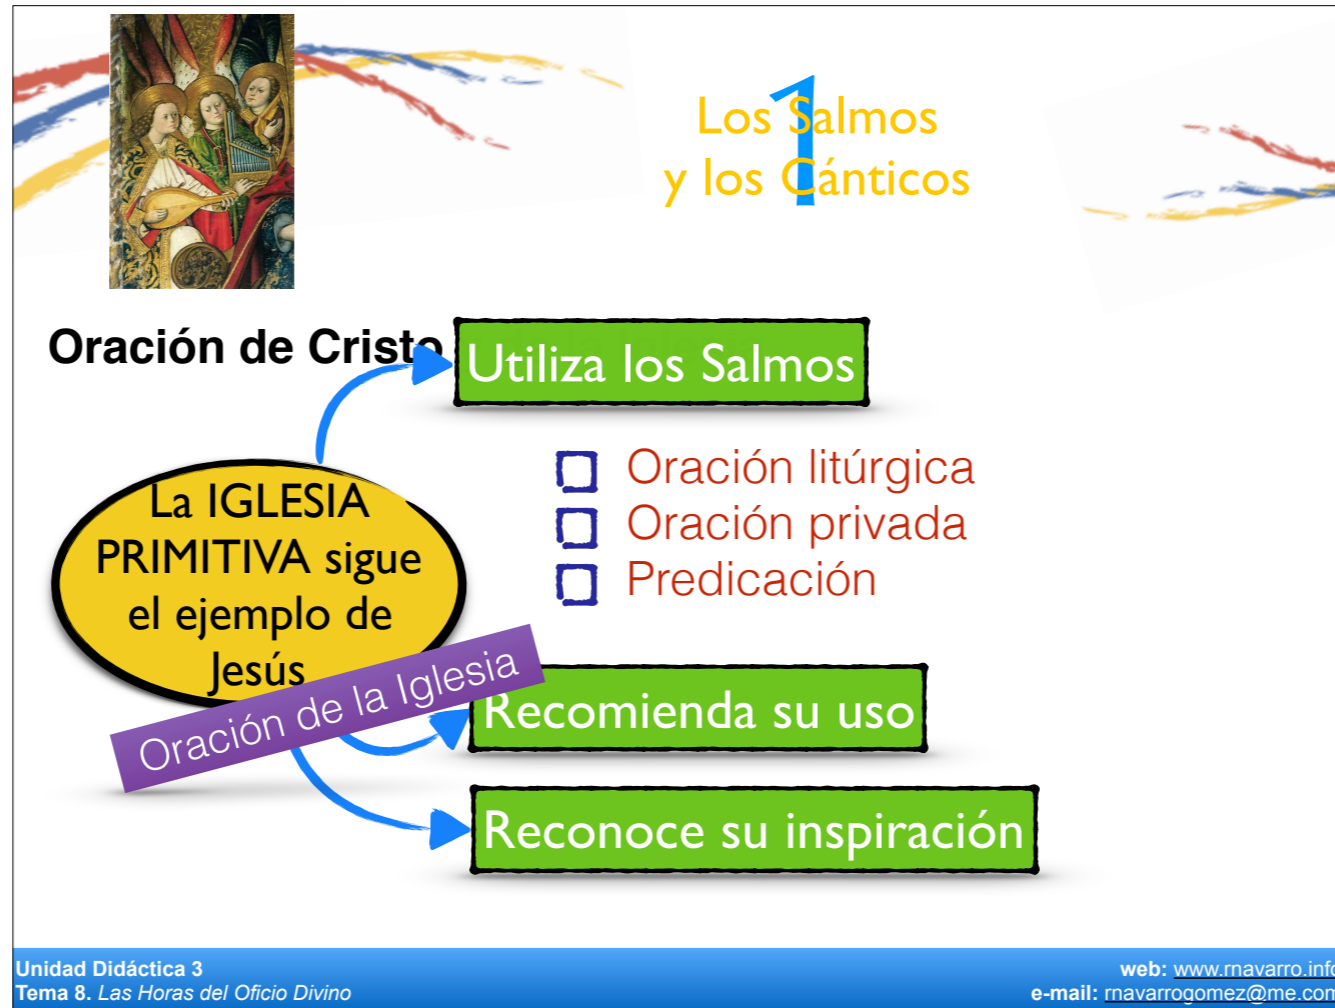 1
Los Salmos
y los Cánticos
Oración de Cristo
Utiliza los Salmos
Oración litúrgica
Oración privada
Predicación
La IGLESIA
PRIMITIVA sigue
el ejemplo de
Jesús
Oración de la Iglesia
Recomienda su uso
Reconoce su inspiración
Unidad Didáctica 3
Tema 8. Las Horas del Oficio Divino
web: www.rnavarro.info
e-mail: rnavarrogomez@me.com